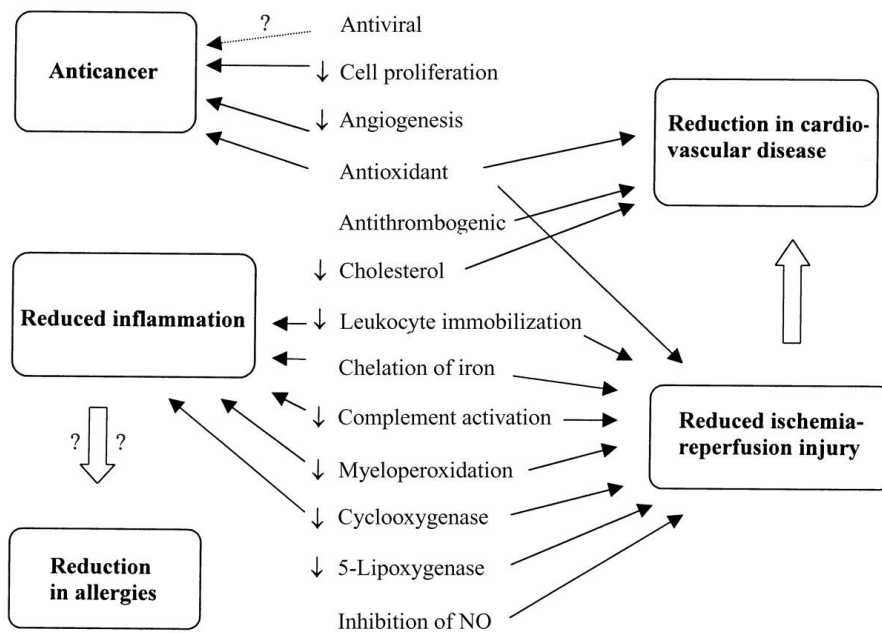 ?
Antiviral
Anticancer
↓ Cell proliferation
↓ Angiogenesis
Antioxidant
Reduction in cardio-
vascular disease
Antithrombogenic
↓ Cholesterol
Reduced inflammation
↓ Leukocyte immobilization
Chelation of iron
↓ Complement activation
↓ Myeloperoxidation
↓ Cyclooxygenase
↓ 5-Lipoxygenase
Inhibition of NO
Reduced ischemia-
reperfusion injury
? ?
Reduction
in allergies